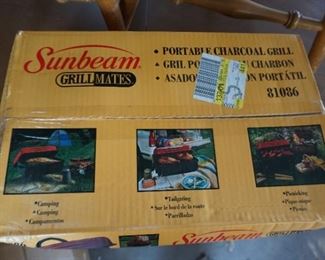 Sunbeam
GRILLMATES
• PORTABLE CHARCOAL GRILL
• GRIL PO CHARBON
• ASADO ON PORTÁTIL
81086
•Camping
•Camping
•Campamentos
•Tailgating
•Sur le bord de la route
•Parrilladas
•Picnicking
•Pique-nique
•Picnics
Sunbeam